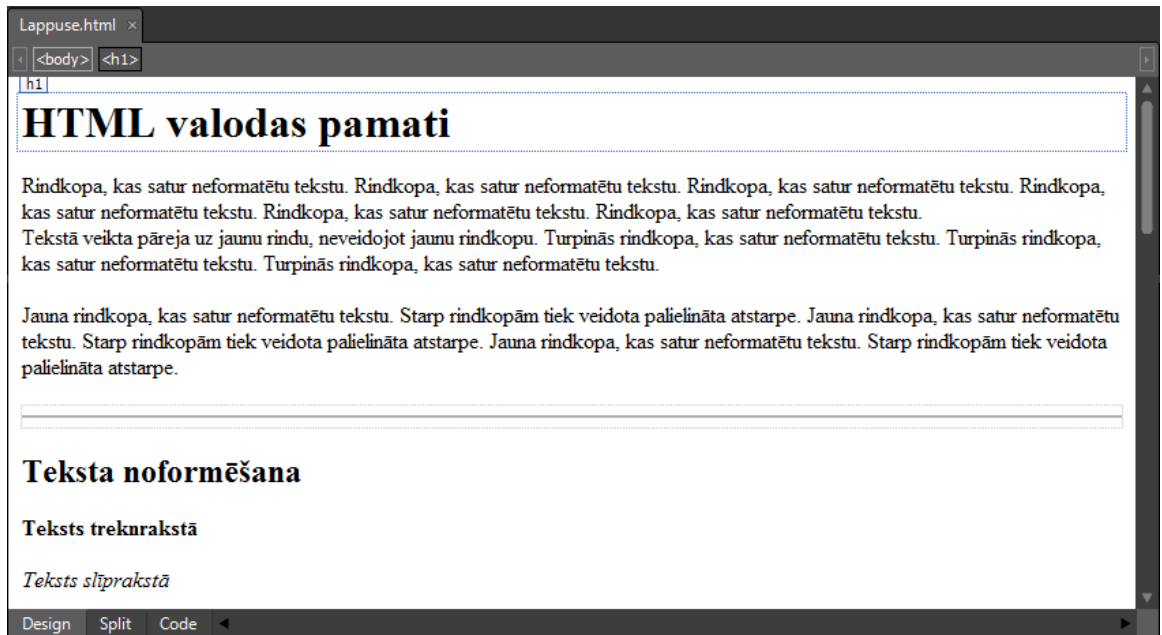 Lappuse.html ×
<body> <h1>
h1
HTML valodas pamati
Rindkopa, kas satur neformatētu tekstu. Rindkopa, kas satur neformatētu tekstu. Rindkopa, kas satur neformatētu tekstu. Rindkopa,
kas satur neformatētu tekstu. Rindkopa, kas satur neformatētu tekstu. Rindkopa, kas satur neformatētu tekstu.
Tekstā veikta pāreja uz jaunu rindu, neveidojot jaunu rindkopu. Turpinās rindkopa, kas satur neformatētu tekstu. Turpinās rindkopa,
kas satur neformatētu tekstu. Turpinās rindkopa, kas satur neformatētu tekstu.
Jauna rindkopa, kas satur neformatētu tekstu. Starp rindkopām tiek veidota palielināta atstarpe. Jauna rindkopa, kas satur neformatētu
tekstu. Starp rindkopām tiek veidota palielināta atstarpe. Jauna rindkopa, kas satur neformatētu tekstu. Starp rindkopām tiek veidota
palielināta atstarpe.
Teksta noformēšana
Teksts treknrakstā
Teksts slīprakstā
Design Split Code